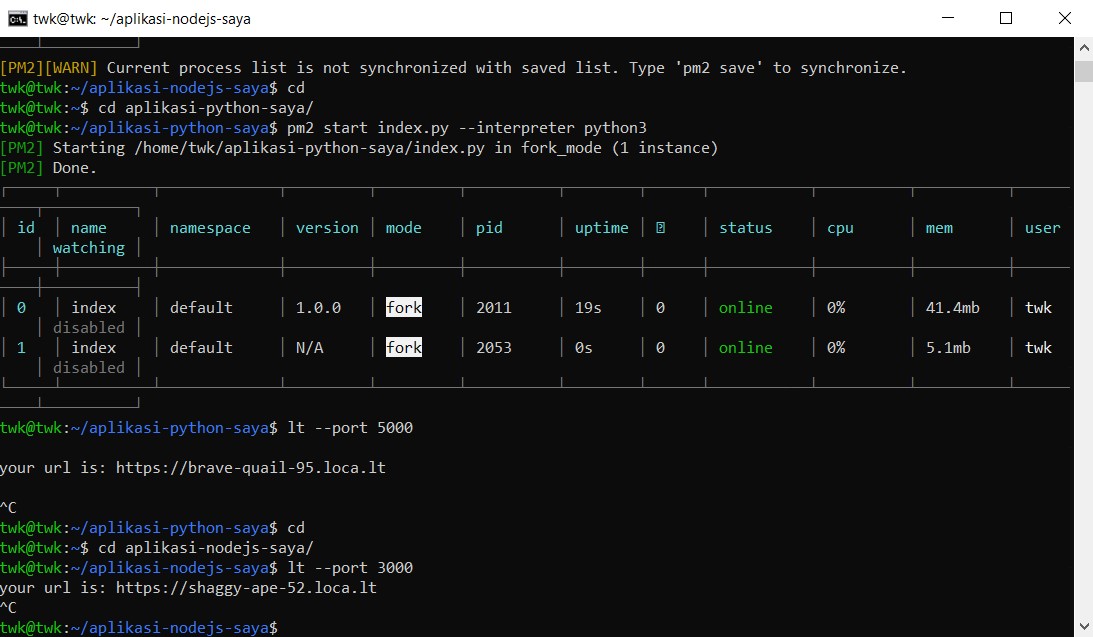 twk@twk: ~/aplikasi-nodejs-saya
[PM2][WARN] Current process list is not synchronized with saved list. Type 'pm2 save' to synchronize.
twk@twk:~/aplikasi-nodejs-saya$ cd
twk@twk:~$ cd aplikasi-python-saya/
twk@twk:~/aplikasi-python-saya$ pm2 start index.py --interpreter python3
[PM2] Starting /home/twk/aplikasi-python-saya/index.py in fork_mode (1 instance)
[PM2] Done.
│ id │ name │ namespace │ version │ mode │ pid │ uptime │ │ status │ cpu │ mem │ user
│ watching │
│ 0 │ index │ default │ 1.0.0 │ fork │ 2011 │ 19s │ 0 │ online │ 0% │ 41.4mb │ twk
│ disabled │
│ 1 │ index │ default │ N/A │ fork │ 2053 │ 0s │ 0 │ online │ 0% │ 5.1mb │ twk
│ disabled │
twk@twk:~/aplikasi-python-saya$ lt --port 5000
your url is: https://brave-quail-95.loca.lt
^C
twk@twk:~/aplikasi-python-saya$ cd
twk@twk:~$ cd aplikasi-nodejs-saya/
twk@twk:~/aplikasi-nodejs-saya$ lt --port 3000
your url is: https://shaggy-ape-52.loca.lt
^C
twk@twk:~/aplikasi-nodejs-saya$